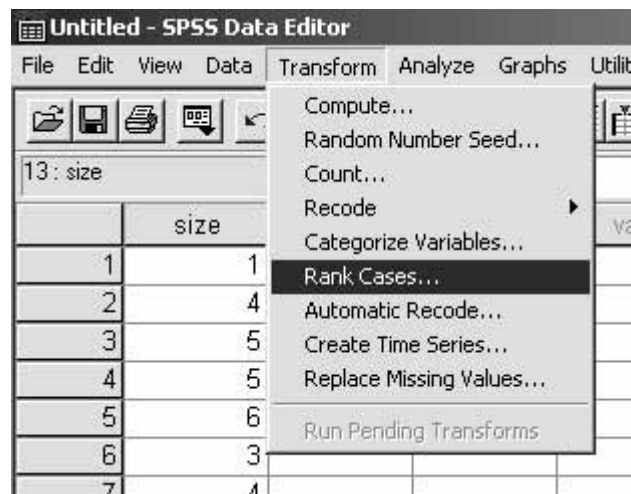 Untitled - SPSS Data Editor
File Edit View Data Transform Analyze Graphs Utilit
Compute...
Random Number Seed...
13 : size
Count...
Recode
size
va
Categorize Variables...
1 1
Rank Cases...
2 4
Automatic Recode...
3 5
Create Time Series...
4 5
Replace Missing Values...
5 6
Run Pending Transforms
6 3
7 4